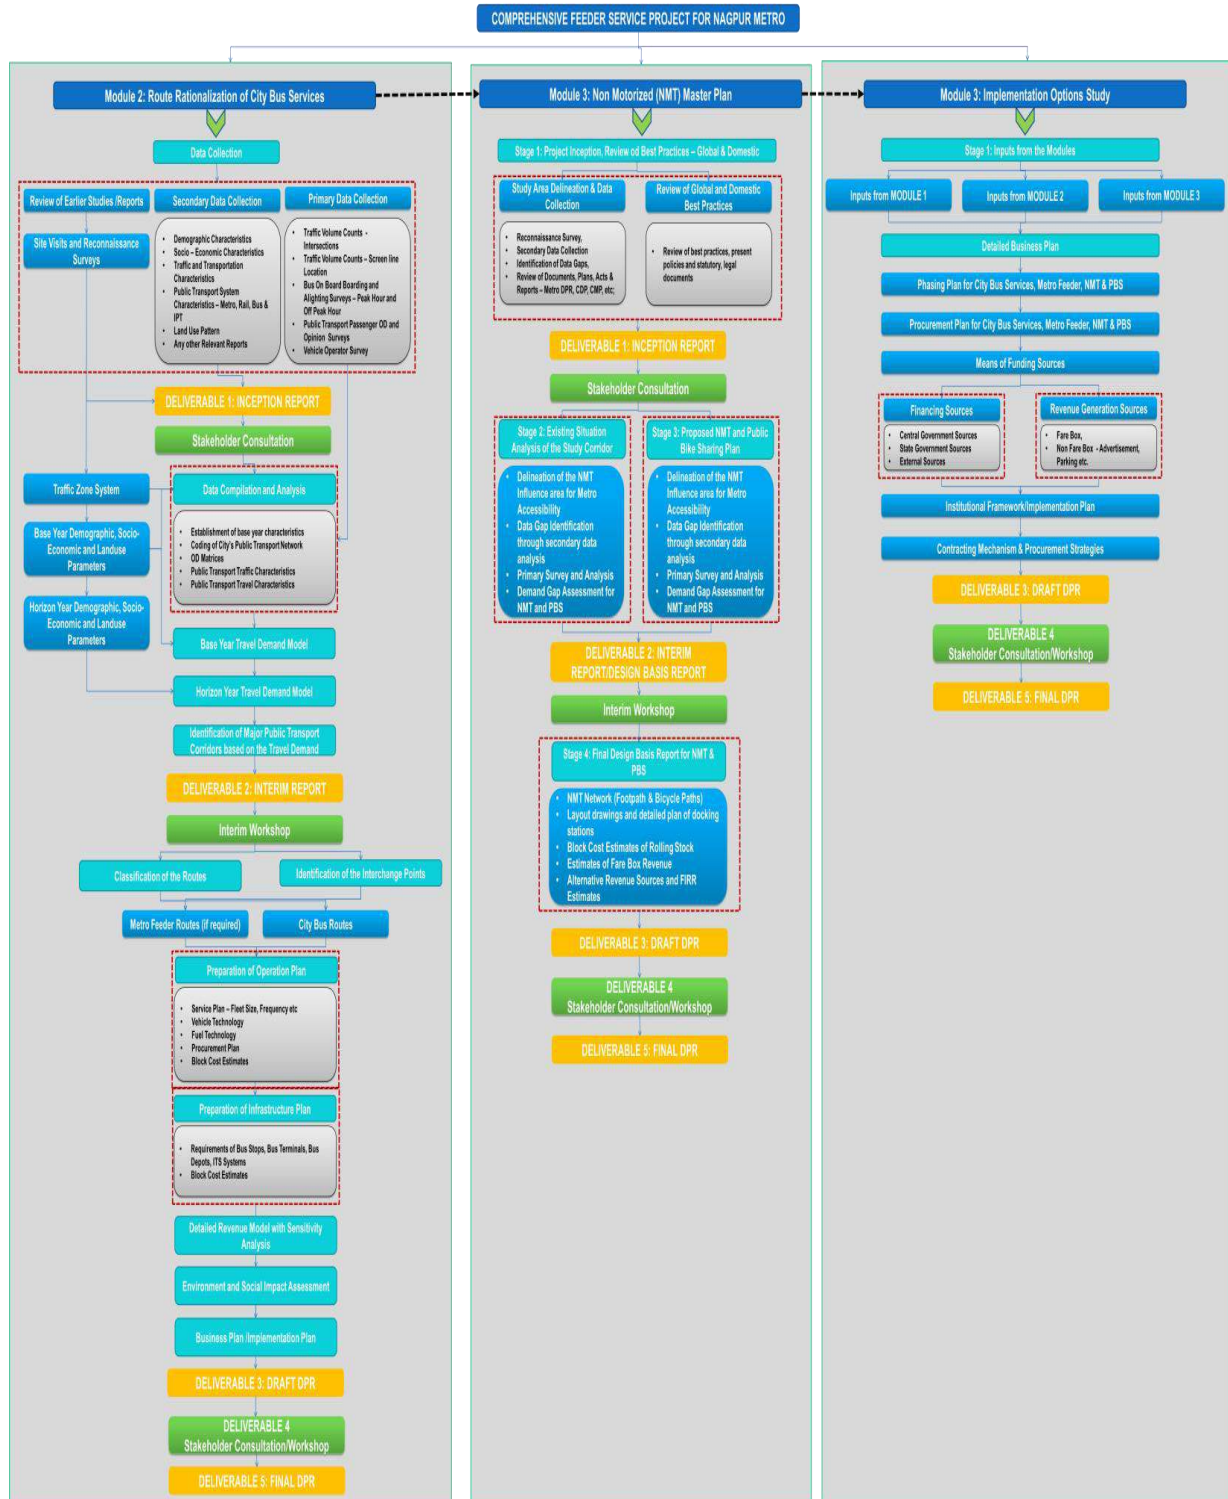 COMPREHENSIVE FEEDER SERVICE PROJECT FOR NAGPUR METRO
Module 2: Route Rationalization of City Bus Services
Data Collection
Review of Earlier Studies /Reports
Site Visits and Reconnaissance
Surveys
Secondary Data Collection
• Demographic Characteristics
• Socio – Economic Characteristics
• Traffic and Transportation
Characteristics
• Public Transport System
Characteristics – Metro, Rail, Bus &
IPT
• Land Use Pattern
• Any other Relevant Reports
Primary Data Collection
• Traffic Volume Counts -
Intersections
• Traffic Volume Counts – Screen line
Location
• Bus On Board Boarding and
Alighting Surveys – Peak Hour and
Off Peak Hour
• Public Transport Passenger OD and
Opinion Surveys
• Vehicle Operator Survey
DELIVERABLE 1: INCEPTION REPORT
Stakeholder Consultation
Traffic Zone System
Base Year Demographic, Socio-
Economic and Landuse
Parameters
Horizon Year Demographic, Socio-
Economic and Landuse
Parameters
Data Compilation and Analysis
• Establishment of base year characteristics
• Coding of City's Public Transport Network
• OD Matrices
• Public Transport Traffic Characteristics
• Public Transport Travel Characteristics
Base Year Travel Demand Model
Horizon Year Travel Demand Model
Identification of Major Public Transport
Corridors based on the Travel Demand
DELIVERABLE 2: INTERIM REPORT
Interim Workshop
Classification of the Routes
Identification of the Interchange Points
Metro Feeder Routes (if required)
City Bus Routes
Preparation of Operation Plan
• Service Plan – Fleet Size, Frequency etc
• Vehicle Technology
• Fuel Technology
• Procurement Plan
• Block Cost Estimates
Preparation of Infrastructure Plan
• Requirements of Bus Stops, Bus Terminals, Bus
Depots, ITS Systems
• Block Cost Estimates
Detailed Revenue Model with Sensitivity
Analysis
Environment and Social Impact Assessment
Business Plan /Implementation Plan
DELIVERABLE 3: DRAFT DPR
DELIVERABLE 4
Stakeholder Consultation/Workshop
DELIVERABLE 5: FINAL DPR
Module 3: Non Motorized (NMT) Master Plan
Stage 1: Project Inception, Review od Best Practices – Global & Domestic
Study Area Delineation & Data
Collection
• Reconnaissance Survey,
• Secondary Data Collection
• Identification of Data Gaps,
• Review of Documents, Plans, Acts &
Reports – Metro DPR, CDP, CMP, etc;
Review of Global and Domestic
Best Practices
• Review of best practices, present
policies and statutory, legal
documents
DELIVERABLE 1: INCEPTION REPORT
Stakeholder Consultation
Stage 2: Existing Situation
Analysis of the Study Corridor
• Delineation of the NMT
Influence area for Metro
Accessibility
• Data Gap Identification
through secondary data
analysis
• Primary Survey and Analysis
• Demand Gap Assessment for
NMT and PBS
Stage 3: Proposed NMT and Public
Bike Sharing Plan
• Delineation of the NMT
Influence area for Metro
Accessibility
• Data Gap Identification
through secondary data
analysis
• Primary Survey and Analysis
• Demand Gap Assessment for
NMT and PBS
DELIVERABLE 2: INTERIM
REPORT/DESIGN BASIS REPORT
Interim Workshop
Stage 4: Final Design Basis Report for NMT &
PBS
• NMT Network (Footpath & Bicycle Paths)
• Layout drawings and detailed plan of docking
stations
• Block Cost Estimates of Rolling Stock
• Estimates of Fare Box Revenue
• Alternative Revenue Sources and FIRR
Estimates
DELIVERABLE 3: DRAFT DPR
DELIVERABLE 4
Stakeholder Consultation/Workshop
DELIVERABLE 5: FINAL DPR
Module 3: Implementation Options Study
Stage 1: Inputs from the Modules
Inputs from MODULE 1
Inputs from MODULE 2
Inputs from MODULE 3
Detailed Business Plan
Phasing Plan for City Bus Services, Metro Feeder, NMT & PBS
Procurement Plan for City Bus Services, Metro Feeder, NMT & PBS
Means of Funding Sources
Financing Sources
• Central Government Sources
• State Government Sources
• External Sources
Revenue Generation Sources
• Fare Box,
• Non Fare Box - Advertisement,
Parking etc.
Institutional Framework/Implementation Plan
Contracting Mechanism & Procurement Strategies
DELIVERABLE 3: DRAFT DPR
DELIVERABLE 4
Stakeholder Consultation/Workshop
DELIVERABLE 5: FINAL DPR